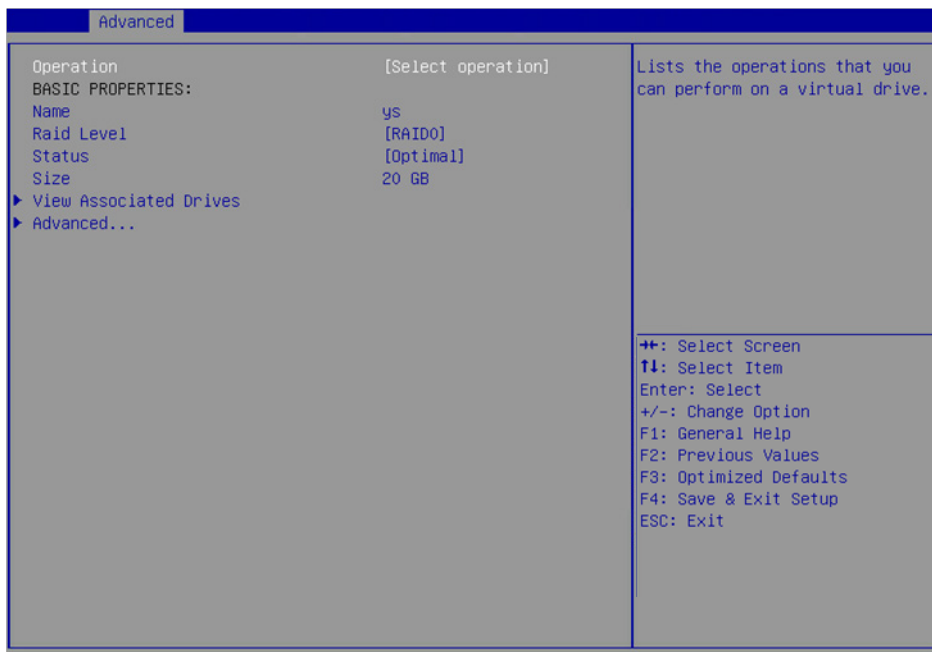 Advanced
Operation [Select operation]
BASIC PROPERTIES:
Name ys
Raid Level [RAID0]
Status [Optimal]
Size 20 GB
View Associated Drives
Advanced...
Lists the operations that you
can perform on a virtual drive.
→←: Select Screen
↑↓: Select Item
Enter: Select
+/-: Change Option
F1: General Help
F2: Previous Values
F3: Optimized Defaults
F4: Save & Exit Setup
ESC: Exit